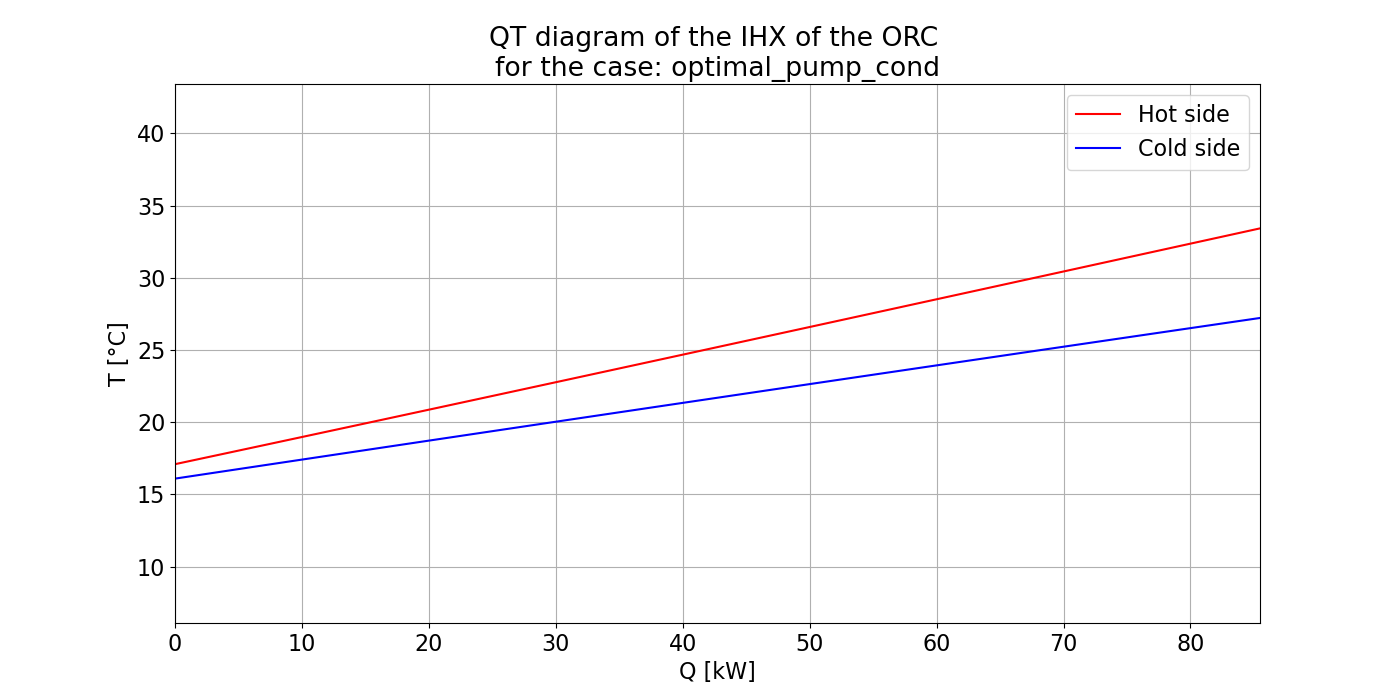 QT diagram of the IHX of the ORC
for the case: optimal_pump_cond
Hot side
Cold side
40
35
30
25
20
15
10
T [°C]
0 10 20 30 40 50 60 70 80
Q [kW]